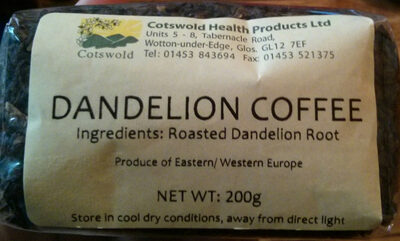 Cotswold Health Products Ltd
Units 5 - 8, Tabernacle Road,
Wotton-under-Edge, Glos. GL12 7EF
Tel: 01453 843694 Fax: 01453 521375
Cotswold
DANDELION COFFEE
Ingredients: Roasted Dandelion Root
Produce of Eastern/ Western Europe
NET WT: 200g
Store in cool dry conditions, away from direct light